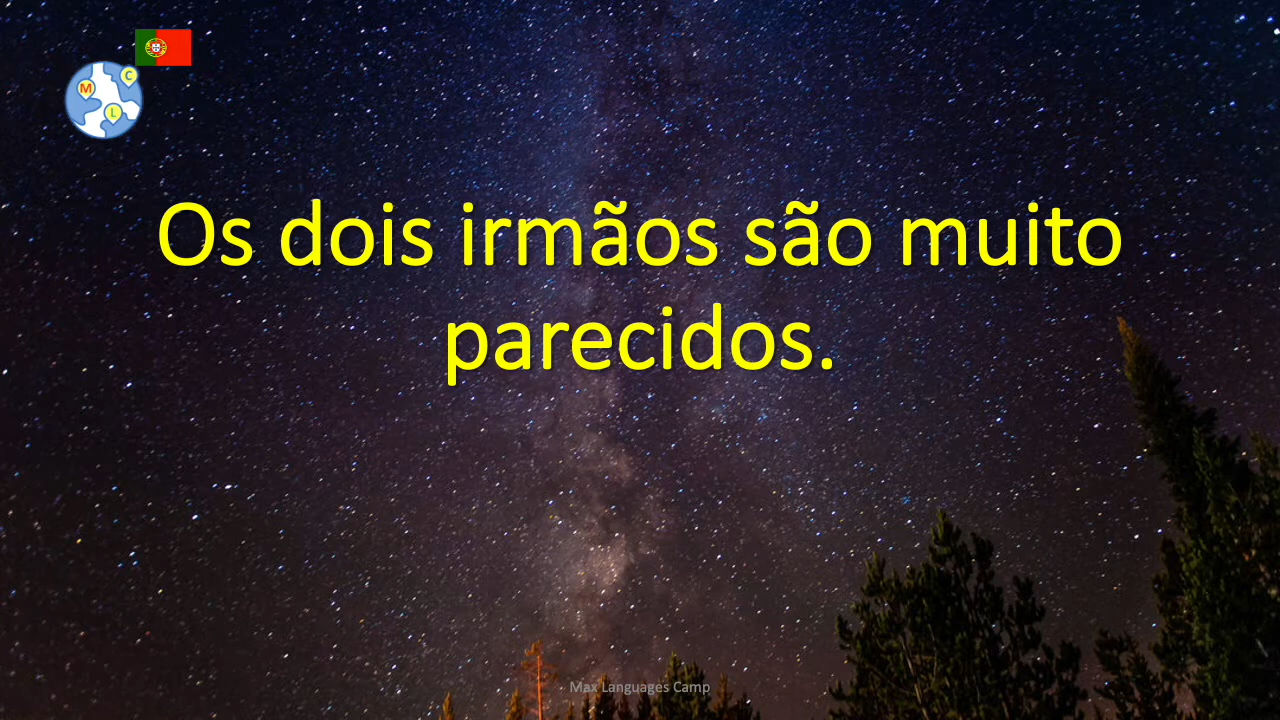 M
C
L
Os dois irmãos são muito
parecidos.
Max Languages Camp